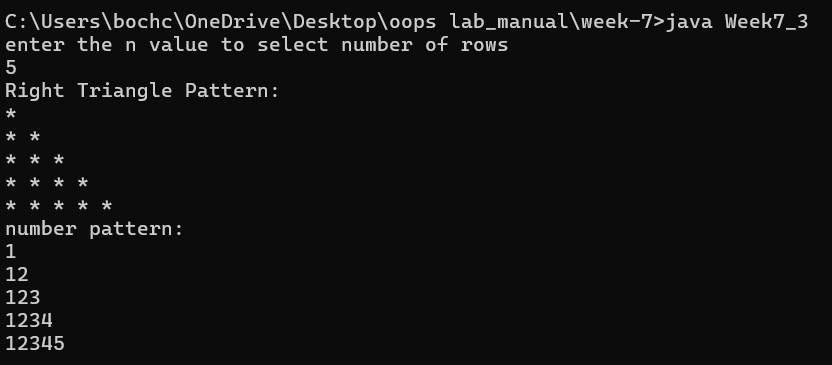 C:\Users\bochc\OneDrive\Desktop\oops lab_manual\week-7>java Week7_3
enter the n value to select number of rows
5
Right Triangle Pattern:
*
* *
* * *
* * * *
* * * * *
number pattern:
1
12
123
1234
12345